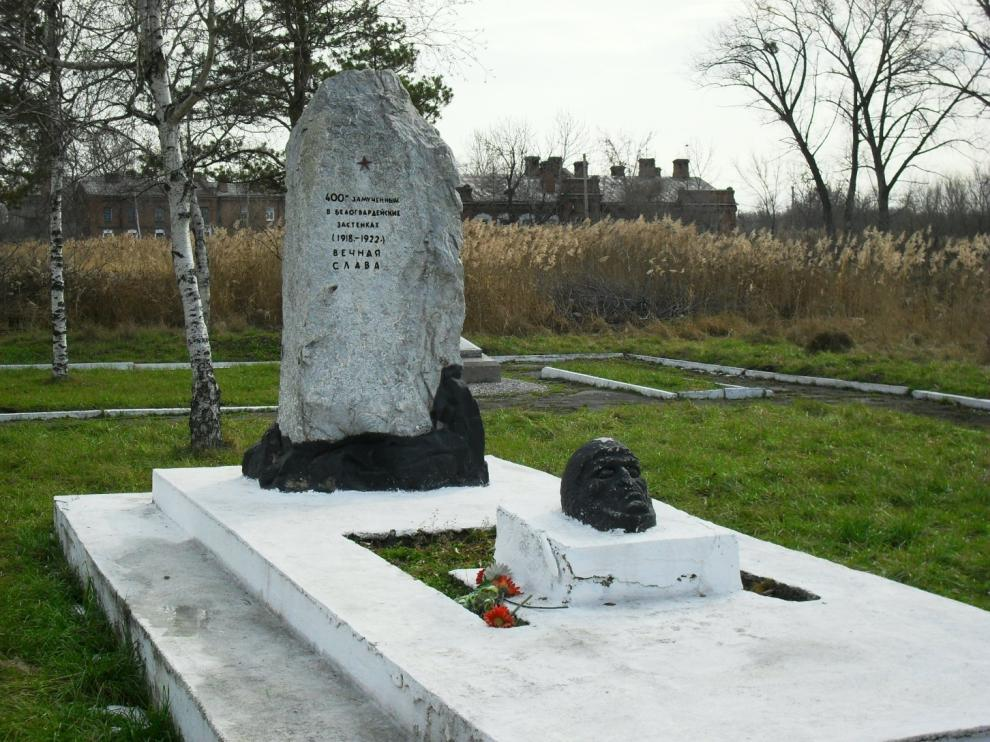 400 ЗАМУЧЕННЫМ
В БЕЛОГВАРДЕЙСКИХ
ЗАСТЕНКАХ
(1918-1922)
ВЕЧНАЯ
СЛАВА